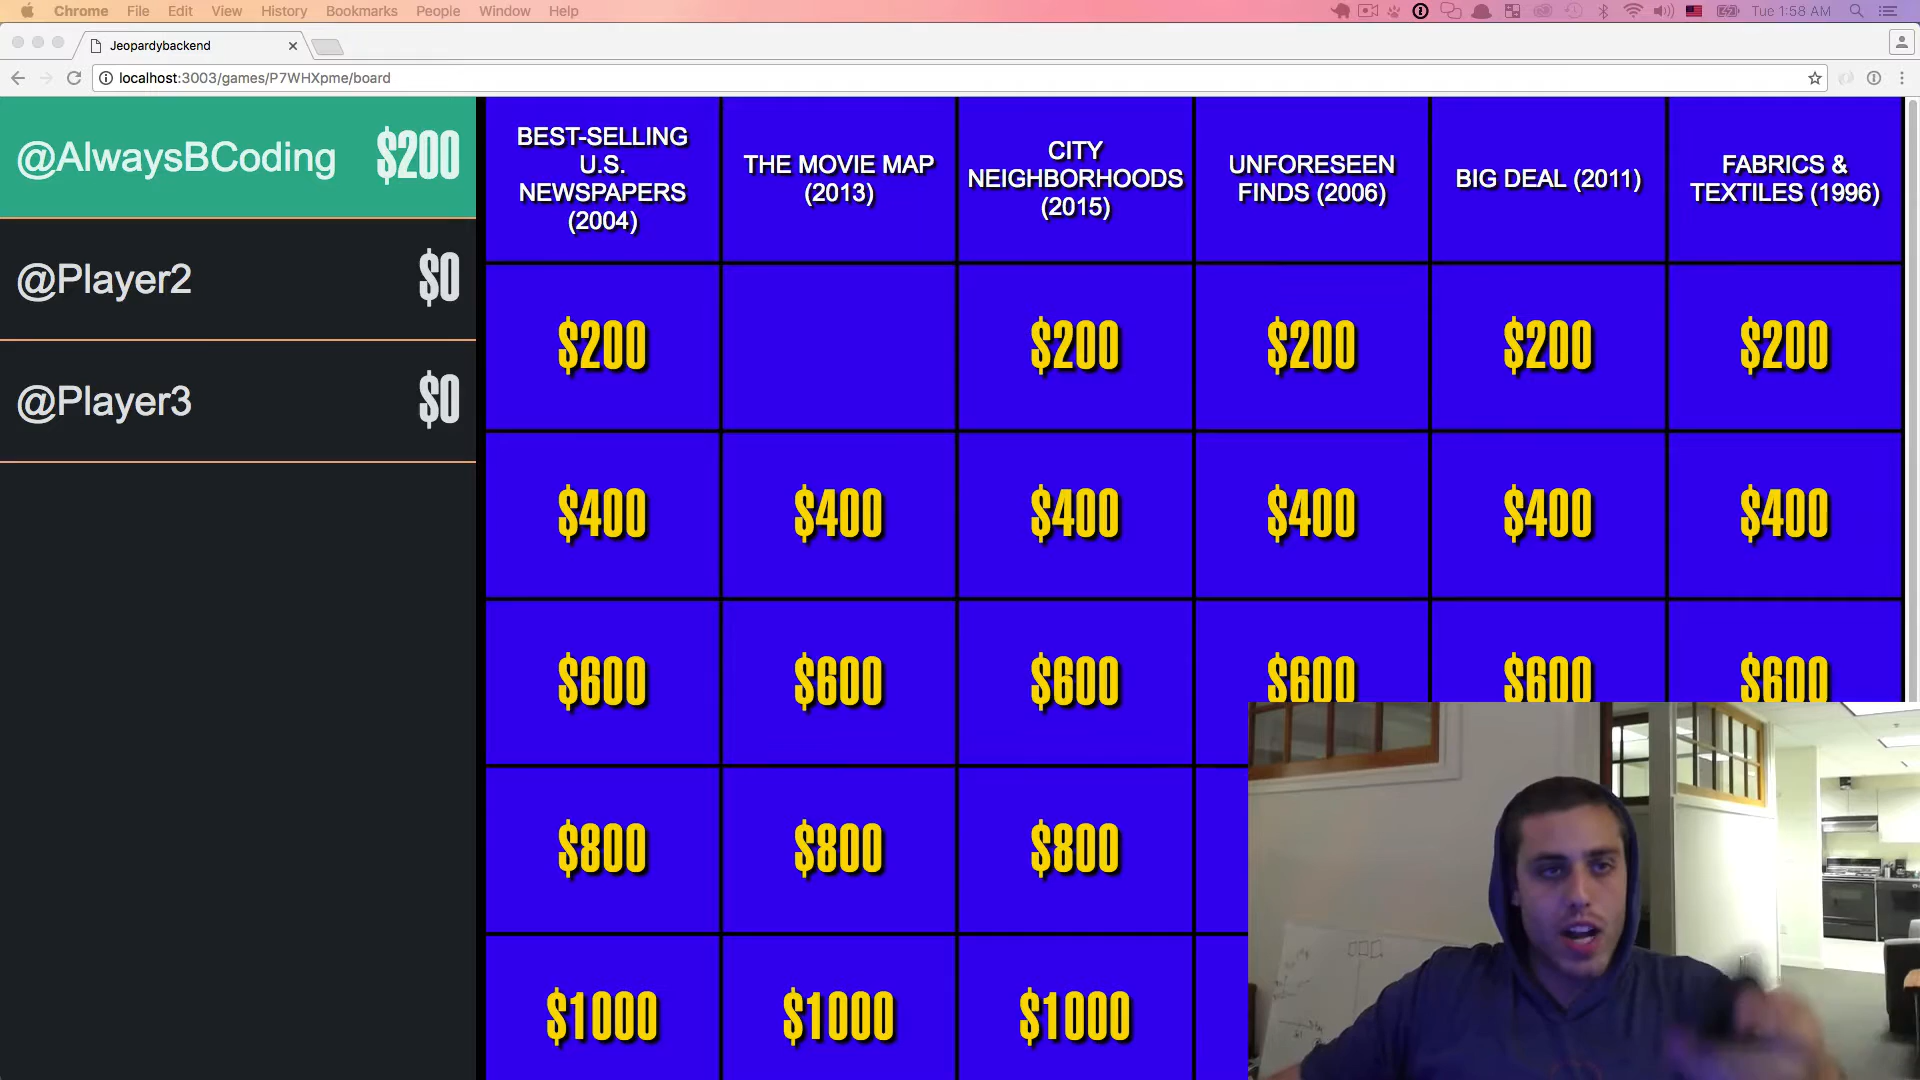 Chrome File Edit View History Bookmarks People Window Help Tue 1:58 AM
Jeopardybackend
localhost:3003/games/P7WHXpme/board
@AlwaysBCoding $200
@Player2 $0
@Player3 $0
BEST-SELLING
U.S.
NEWSPAPERS
(2004)
THE MOVIE MAP
(2013)
CITY
NEIGHBORHOODS
(2015)
UNFORESEEN
FINDS (2006)
BIG DEAL (2011)
FABRICS &
TEXTILES (1996)
$200 $200 $200 $200 $200
$400 $400 $400 $400 $400 $400
$600 $600 $600 $600 $600 $600
$800 $800 $800
$1000 $1000 $1000